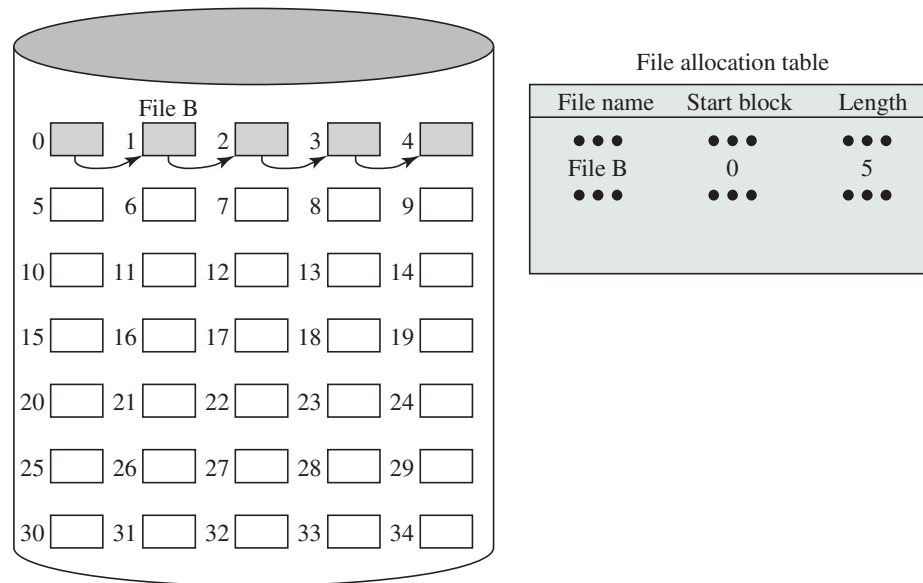 File allocation table
File name Start block Length
••• ••• •••
File B 0 5
••• ••• •••
File B
0 1 2 3 4
5 6 7 8 9
10 11 12 13 14
15 16 17 18 19
20 21 22 23 24
25 26 27 28 29
30 31 32 33 34